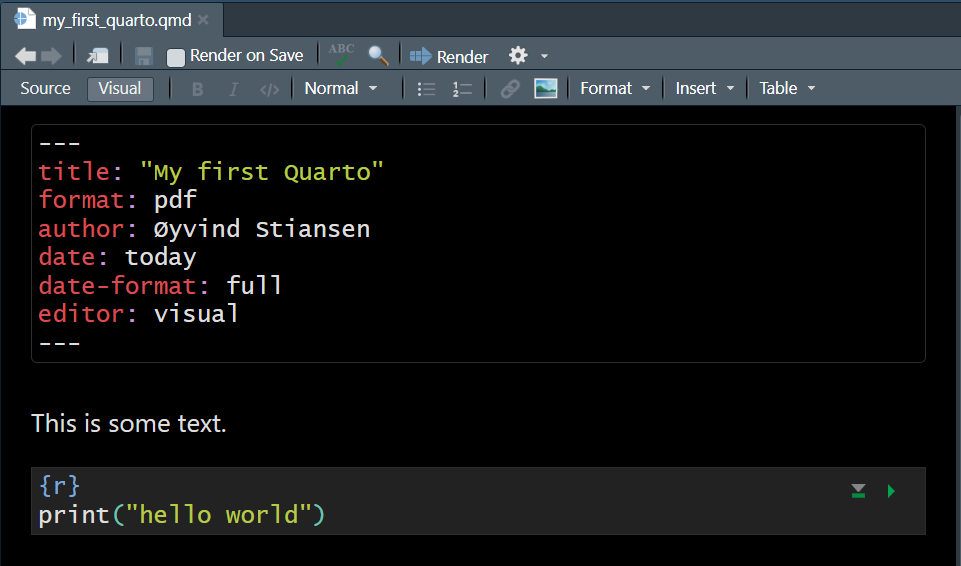 my_first_quarto.qmd
Render on Save ABC Render
Source Visual B I </> Normal Format Insert Table
---
title: "My first Quarto"
format: pdf
author: Øyvind Stiansen
date: today
date-format: full
editor: visual
---
This is some text.
{r}
print("hello world")